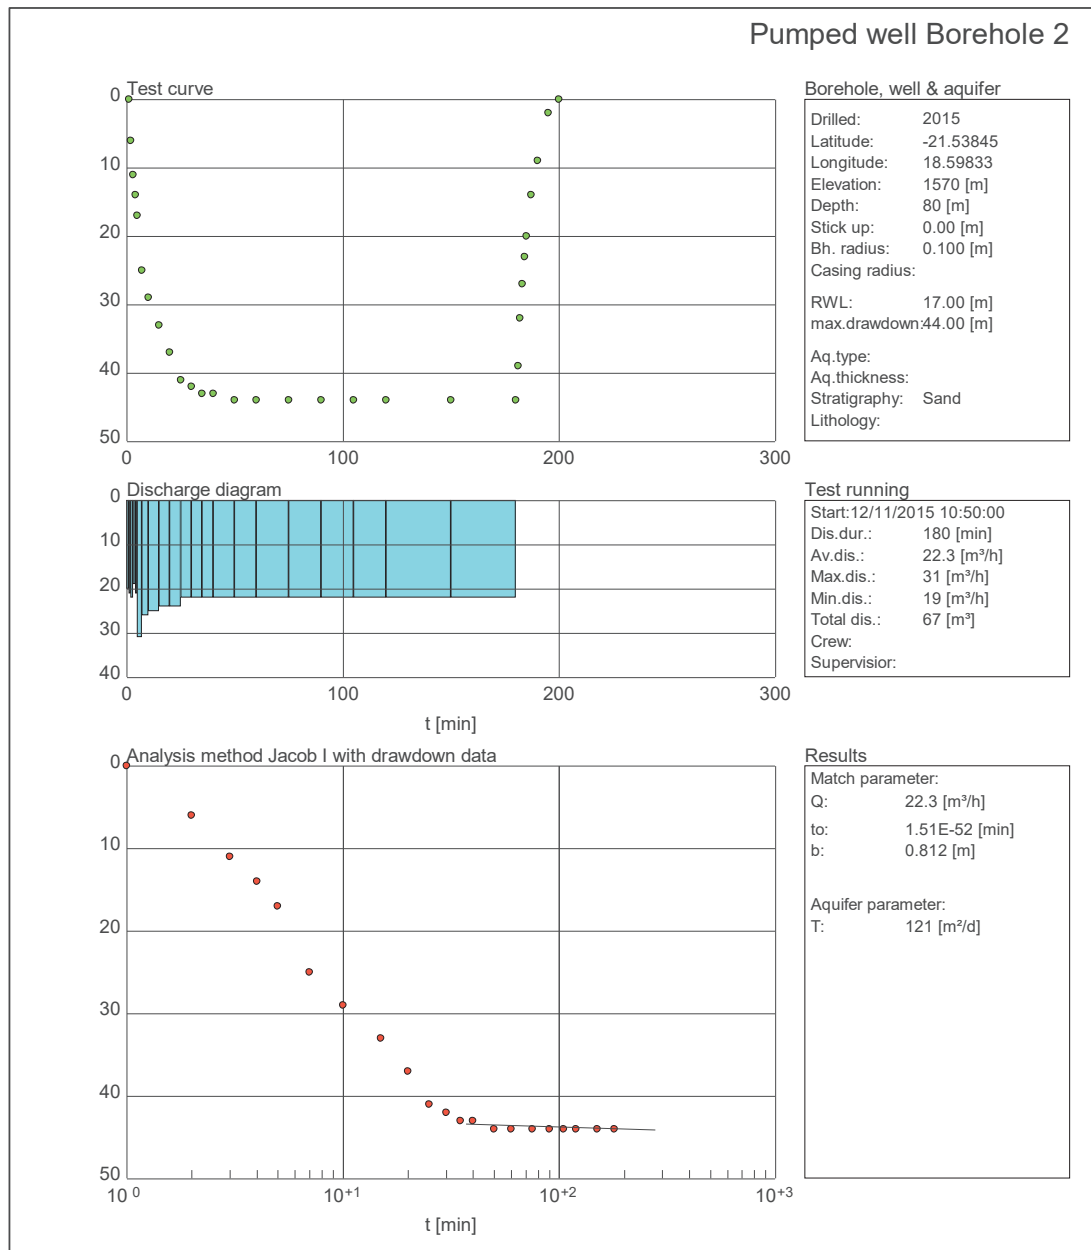 Pumped well Borehole 2
Test curve
0
10
20
30
40
50
0 100 200 300
Borehole, well & aquifer
Drilled: 2015
Latitude: -21.53845
Longitude: 18.59833
Elevation: 1570 [m]
Depth: 80 [m]
Stick up: 0.00 [m]
Bh. radius: 0.100 [m]
Casing radius:
RWL: 17.00 [m]
max.drawdown:44.00 [m]
Aq.type:
Aq.thickness:
Stratigraphy: Sand
Lithology:
Discharge diagram
0
10
20
30
40
0 100 200 300
t [min]
Test running
Start:12/11/2015 10:50:00
Dis.dur.: 180 [min]
Av.dis.: 22.3 [m³/h]
Max.dis.: 31 [m³/h]
Min.dis.: 19 [m³/h]
Total dis.: 67 [m³]
Crew:
Supervisior:
Analysis method Jacob I with drawdown data
0
10
20
30
40
50
10⁰ 10⁺¹ 10⁺² 10⁺³
t [min]
Results
Match parameter:
Q: 22.3 [m³/h]
to: 1.51E-52 [min]
b: 0.812 [m]
Aquifer parameter:
T: 121 [m²/d]